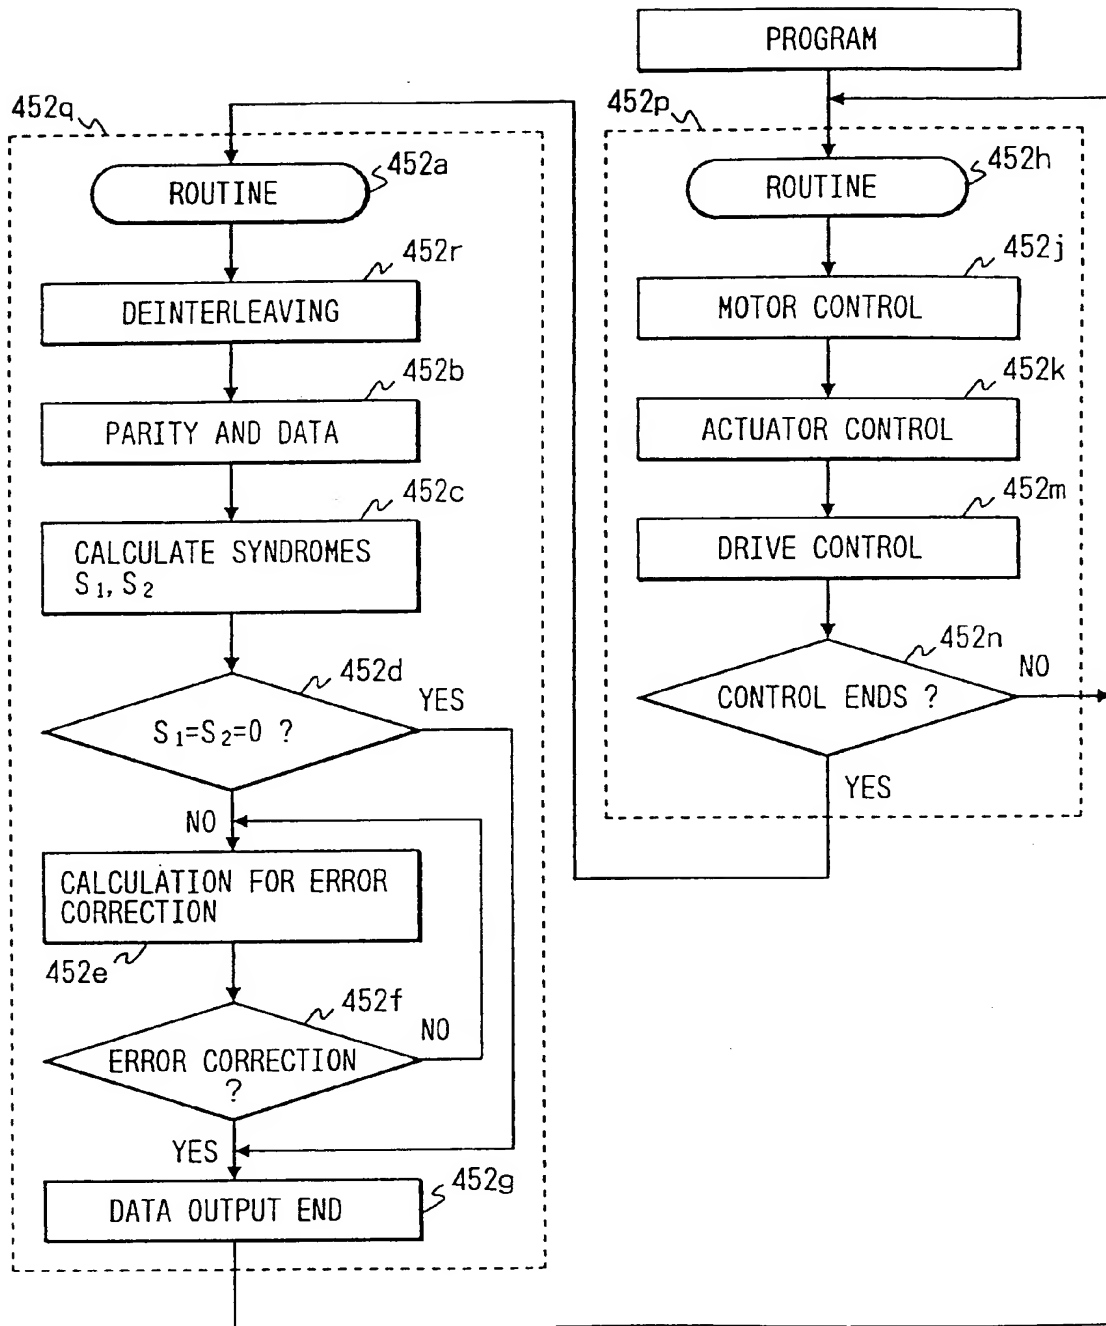 PROGRAM
452q
452a
ROUTINE
452r
DEINTERLEAVING
452b
PARITY AND DATA
452c
CALCULATE SYNDROMES
S₁, S₂
452d
YES
S₁=S₂=0 ?
NO
CALCULATION FOR ERROR
CORRECTION
452e
452f
NO
ERROR CORRECTION
?
YES
452g
DATA OUTPUT END
452p
452h
ROUTINE
452j
MOTOR CONTROL
452k
ACTUATOR CONTROL
452m
DRIVE CONTROL
452n
NO
CONTROL ENDS ?
YES